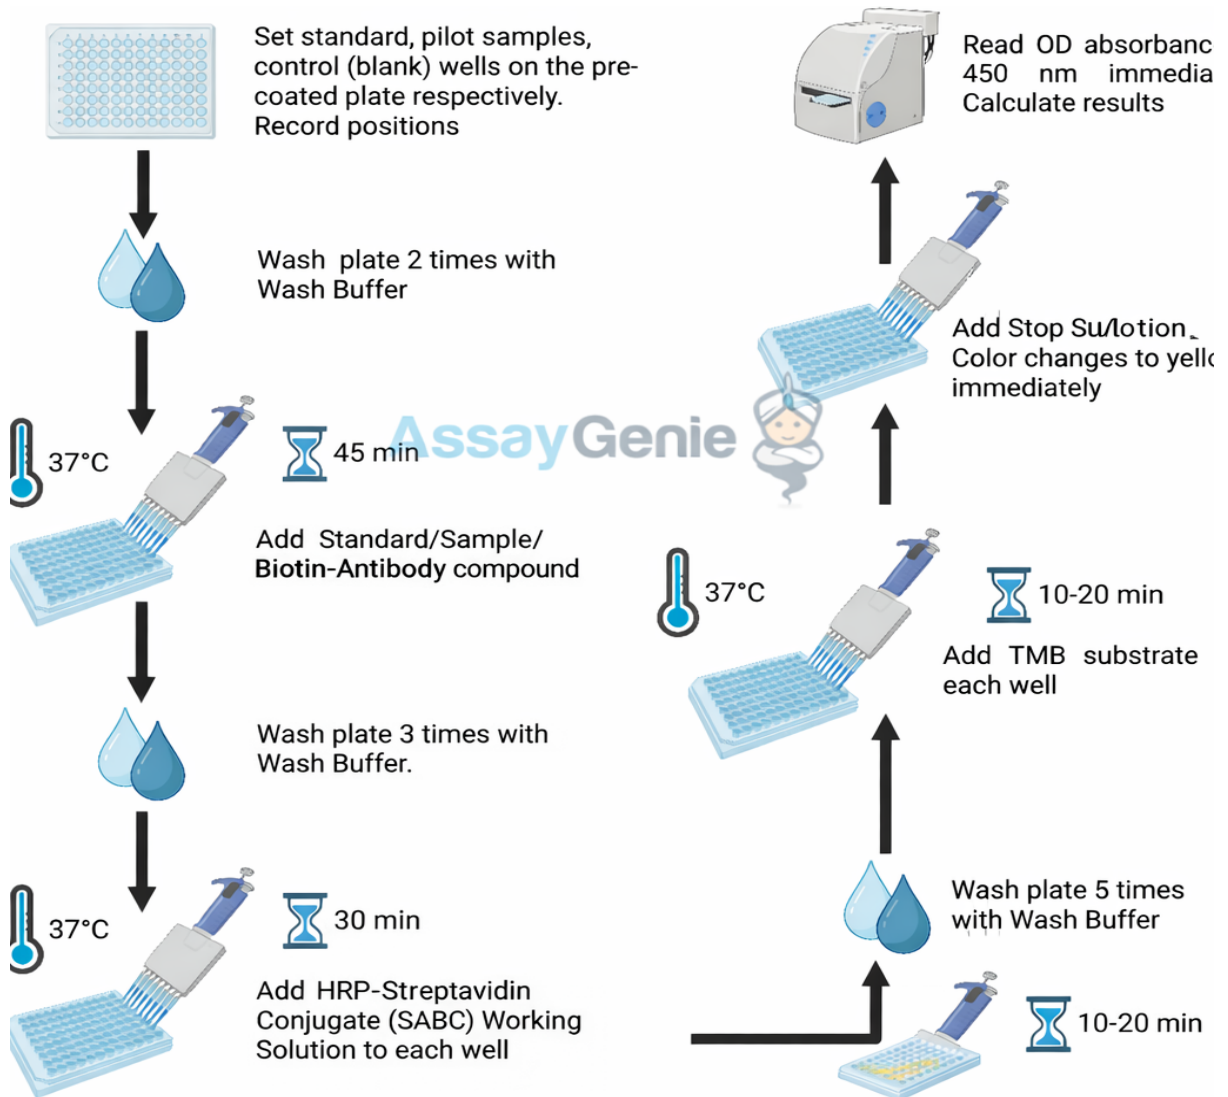 Set standard, pilot samples,
control (blank) wells on the pre-
coated plate respectively.
Record positions
Wash plate 2 times with
Wash Buffer
37°C
45 min
Add Standard/Sample/
Biotin-Antibody compound
Wash plate 3 times with
Wash Buffer.
37°C
30 min
Add HRP-Streptavidin
Conjugate (SABC) Working
Solution to each well
10-20 min
Wash plate 5 times
with Wash Buffer
37°C
10-20 min
Add TMB substrate
each well
Add Stop Su/lotion
Color changes to yello
immediately
Read OD absorbanc
450 nm immedia
Calculate results
AssayGenie